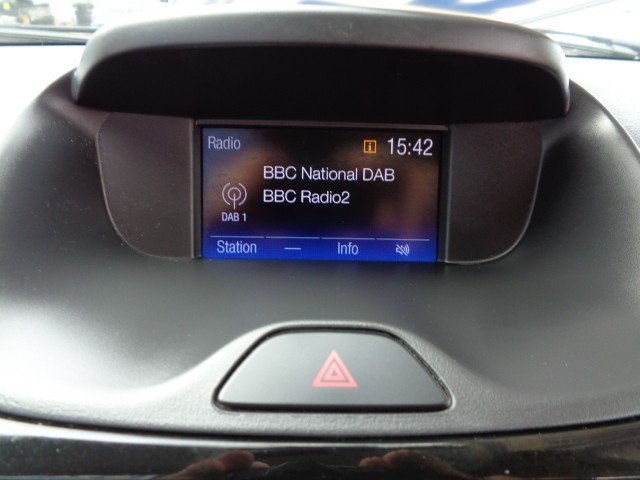 Radio 15:42
BBC National DAB
BBC Radio2
DAB 1
Station — Info